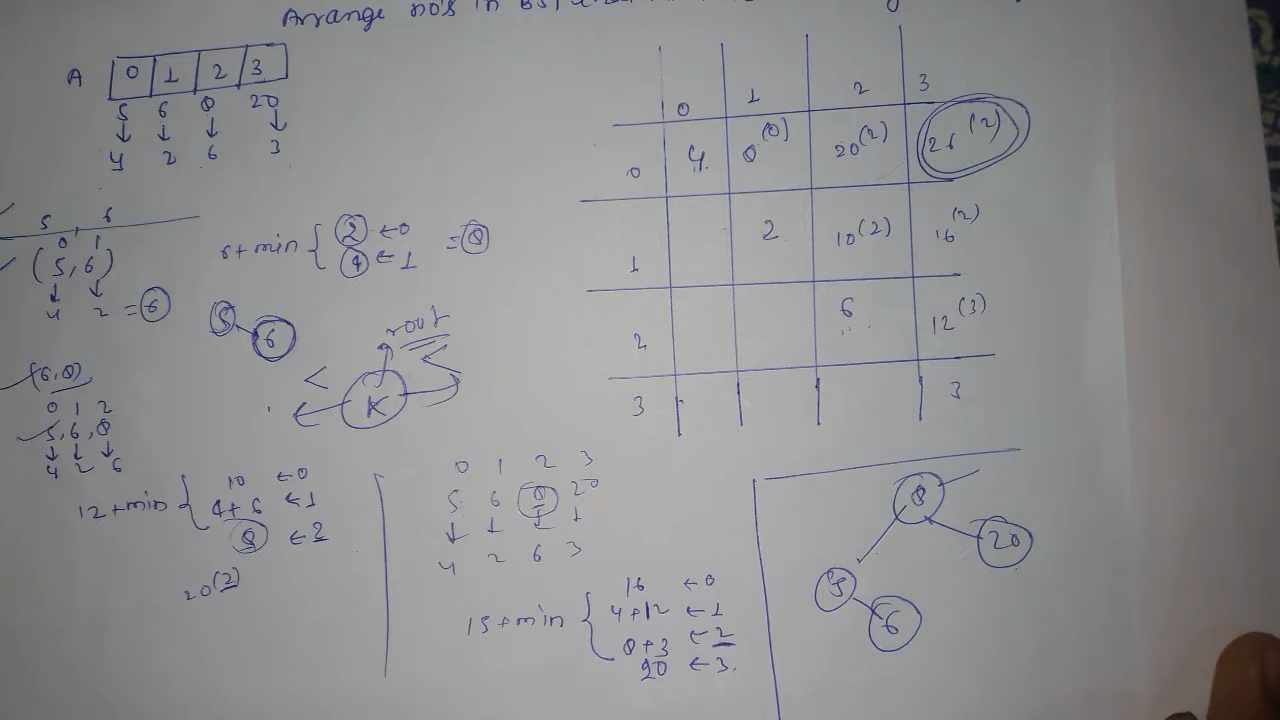 Arrange no's in BST
A 0 1 2 3
5 6 8 20
4 2 6 3
5, 6
0 1
(5, 6)
4 2 = 6
6+min { 2 ← 0 = 8
4 ← 1
5 6
root
< <
K
(6,8)
0 1 2
5, 6, 8
4 2 6
12+min { 10 ← 0
4+6 ← 1
8 ← 2
20(2)
0 1 2 3
5 6 8 20
4 2 6 3
15+min { 16 ← 0
4+12 ← 1
8+3 ← 2
20 ← 3.
0 1 2 3
0 4 8(0) 20(2) 26(2)
1 2 10(2) 16(2)
2 6 12(3)
3 3
8
20
5
6